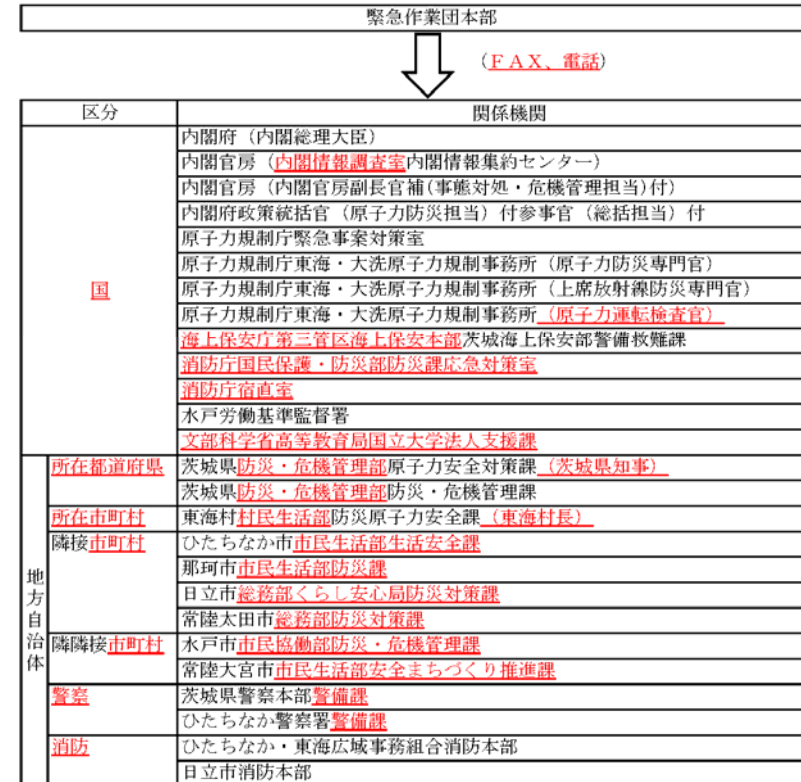 緊急作業団本部
（ＦＡＸ、電話）
区分 関係機関
国
内閣府（内閣総理大臣）
内閣官房（内閣情報調査室内閣情報集約センター）
内閣官房（内閣官房副長官補(事態対処・危機管理担当)付）
内閣府政策統括官（原子力防災担当）付参事官（総括担当）付
原子力規制庁緊急事案対策室
原子力規制庁東海・大洗原子力規制事務所（原子力防災専門官）
原子力規制庁東海・大洗原子力規制事務所（上席放射線防災専門官）
原子力規制庁東海・大洗原子力規制事務所（原子力運転検査官）
海上保安庁第三管区海上保安本部茨城海上保安部警備救難課
消防庁国民保護・防災部防災課応急対策室
消防庁宿直室
水戸労働基準監督署
文部科学省高等教育局国立大学法人支援課
地方自治体
所在都道府県 茨城県防災・危機管理部原子力安全対策課（茨城県知事）
茨城県防災・危機管理部防災・危機管理課
所在市町村 東海村村民生活部防災原子力安全課（東海村長）
隣接市町村 ひたちなか市市民生活部生活安全課
那珂市市民生活部防災課
日立市総務部くらし安心局防災対策課
常陸太田市総務部防災対策課
隣隣接市町村 水戸市市民協働部防災・危機管理課
常陸大宮市市民生活部安全まちづくり推進課
警察 茨城県警察本部警備課
ひたちなか警察署警備課
消防 ひたちなか・東海広域事務組合消防本部
日立市消防本部